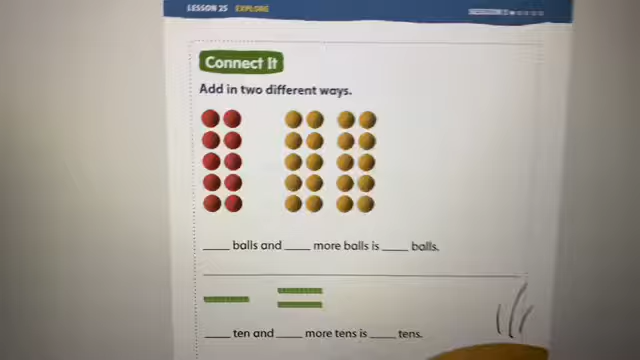 LESSON 25 EXPLORE
Connect It
Add in two different ways.
____ balls and ____ more balls is ____ balls.
____ ten and ____ more tens is ____ tens.